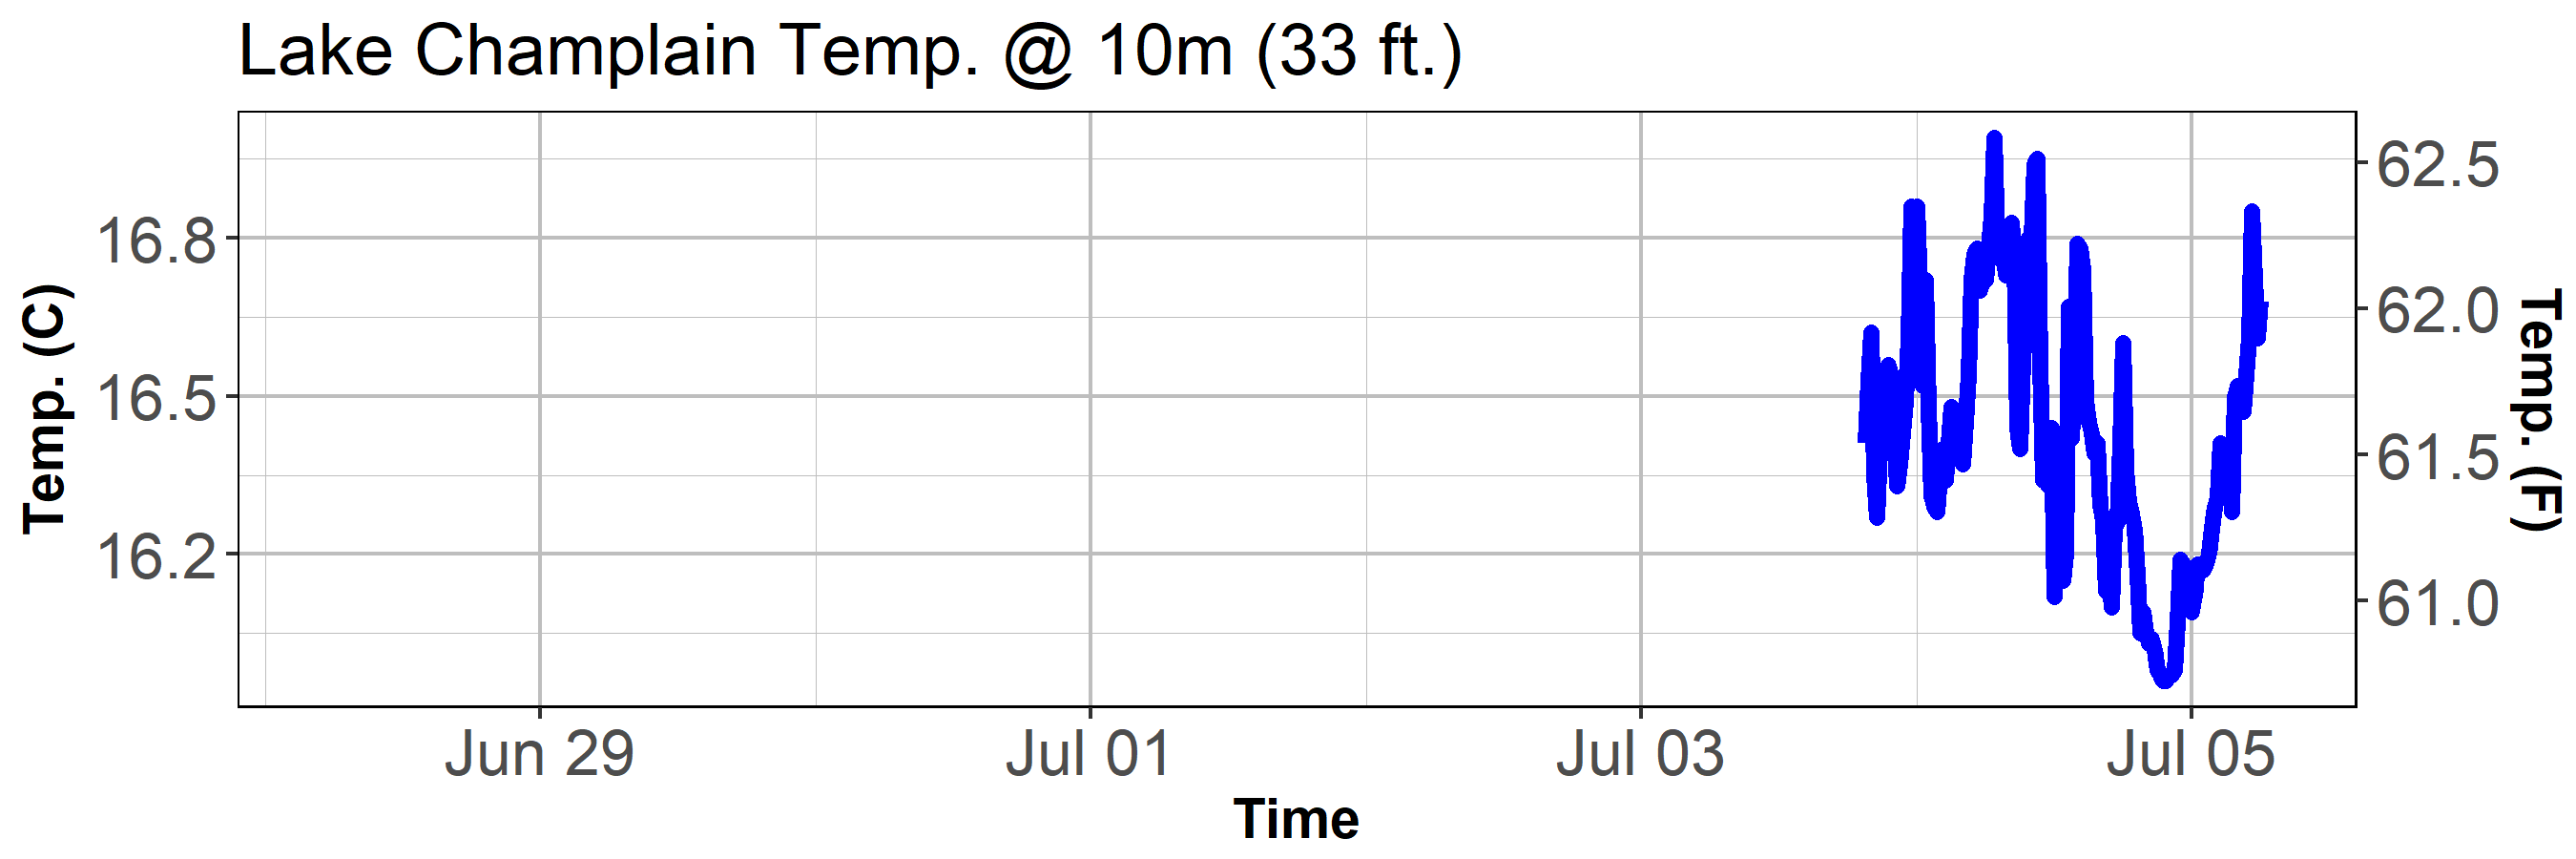 Lake Champlain Temp. @ 10m (33 ft.)
Temp. (C)
16.8
16.5
16.2
62.5
62.0
61.5
61.0
Temp. (F)
Jun 29 Jul 01 Jul 03 Jul 05
Time